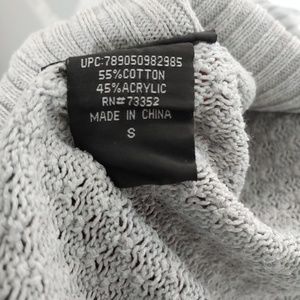 UPC:789050982985
55%COTTON
45%ACRYLIC
RN#73352
MADE IN CHINA
S